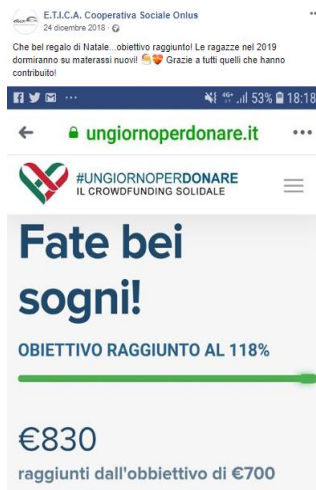 E.T.I.C.A. Cooperativa Sociale Onlus
24 dicembre 2018 ·
Che bel regalo di Natale...obiettivo raggiunto! Le ragazze nel 2019
dormiranno su materassi nuovi! Grazie a tutti quelli che hanno
contribuito!
53% 18:18
ungiornoperdonare.it
#UNGIORNOPERDONARE
IL CROWDFUNDING SOLIDALE
Fate bei
sogni!
OBIETTIVO RAGGIUNTO AL 118%
€830
raggiunti dall'obbiettivo di €700